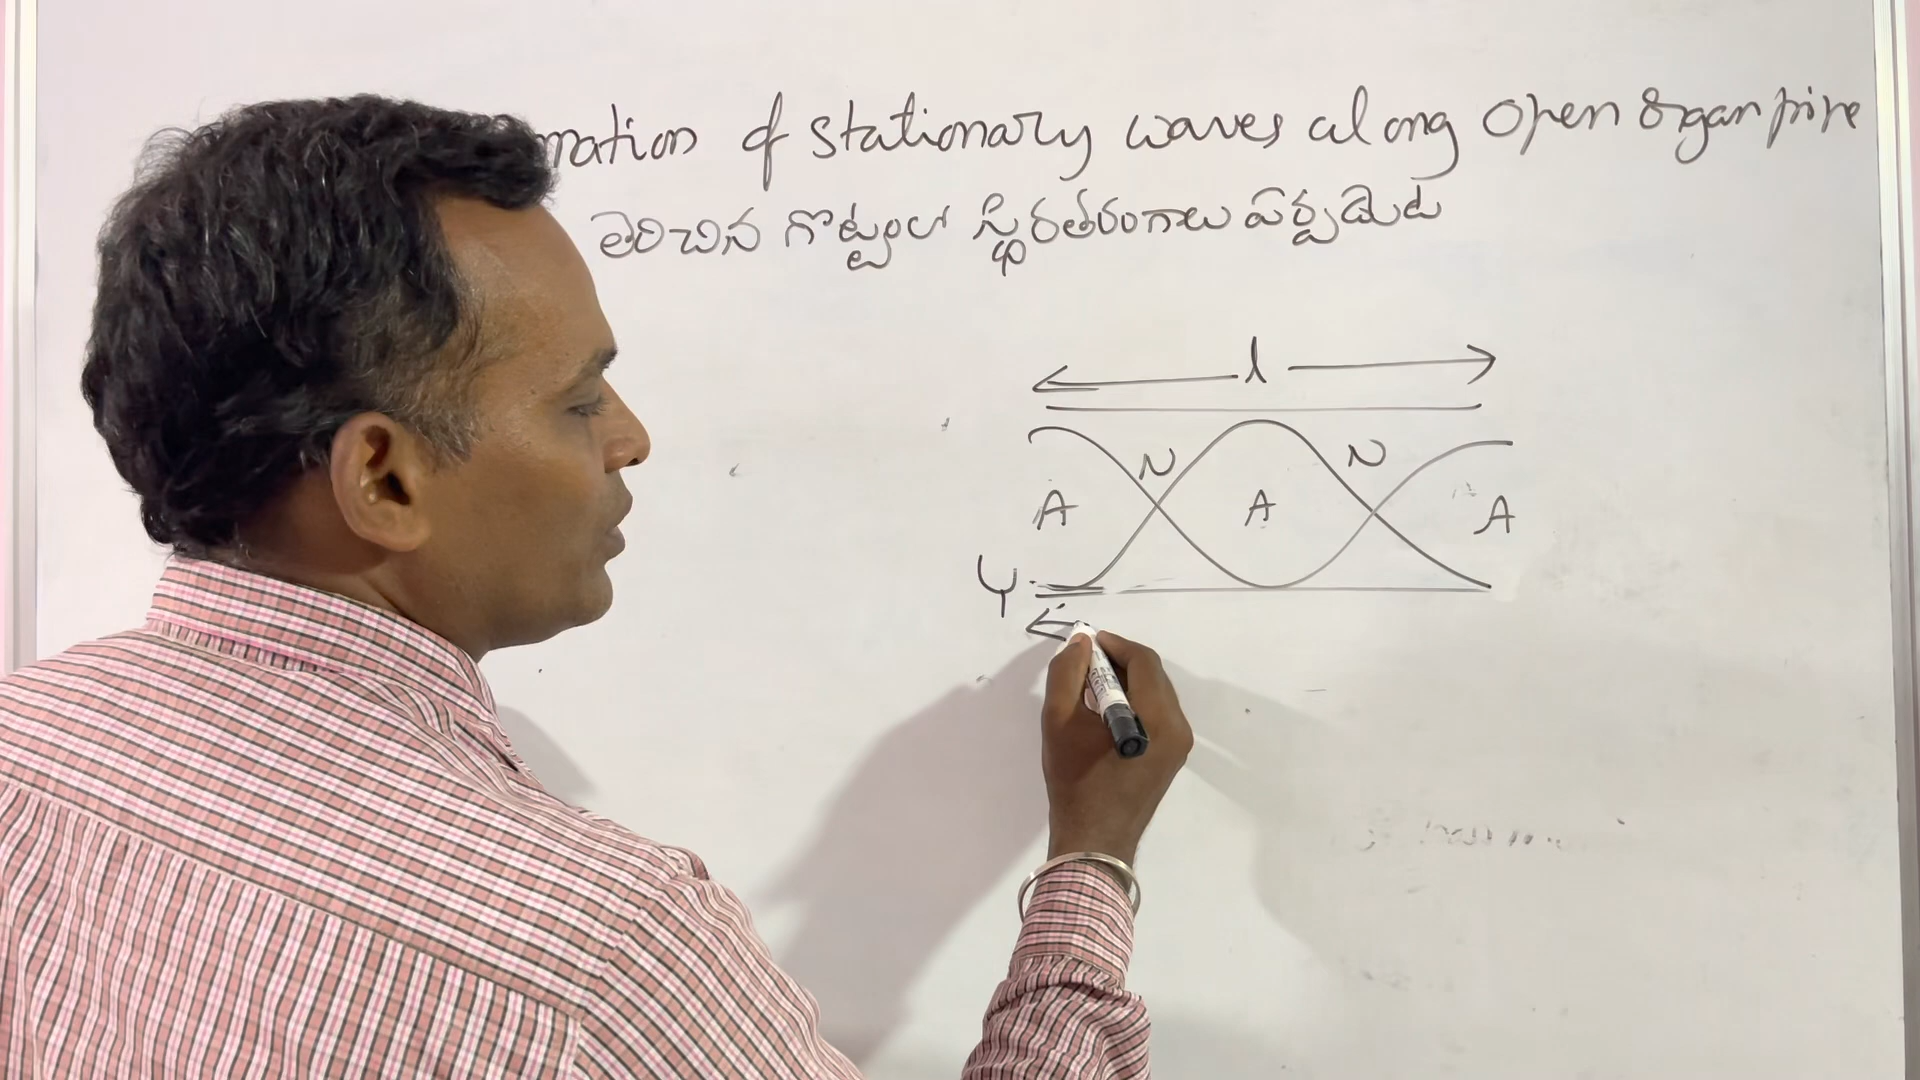 mation of stationary waves along open organ pipe
తెరిచిన గొట్టంలో స్థిరతరంగాలు ఏర్పడుట
l
N N
A A A
Y